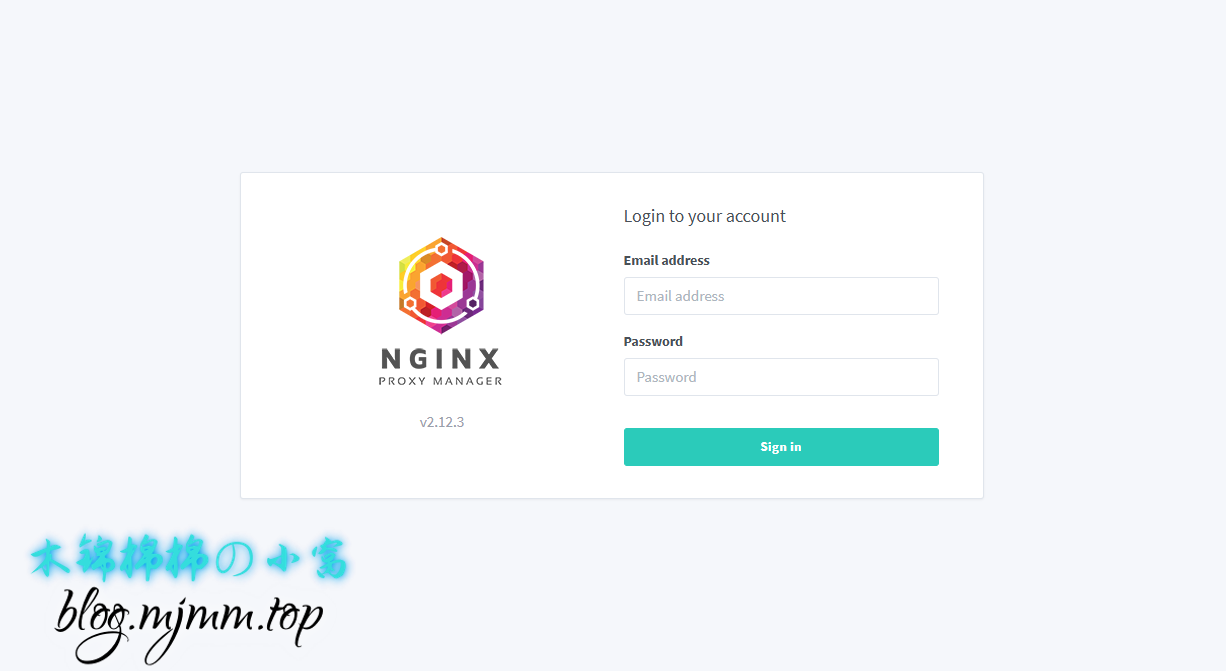 Login to your account
Email address
Email address
Password
Password
Sign in
NGINX
PROXY MANAGER
v2.12.3
木锦棉棉の小窝
blog.mjmm.top